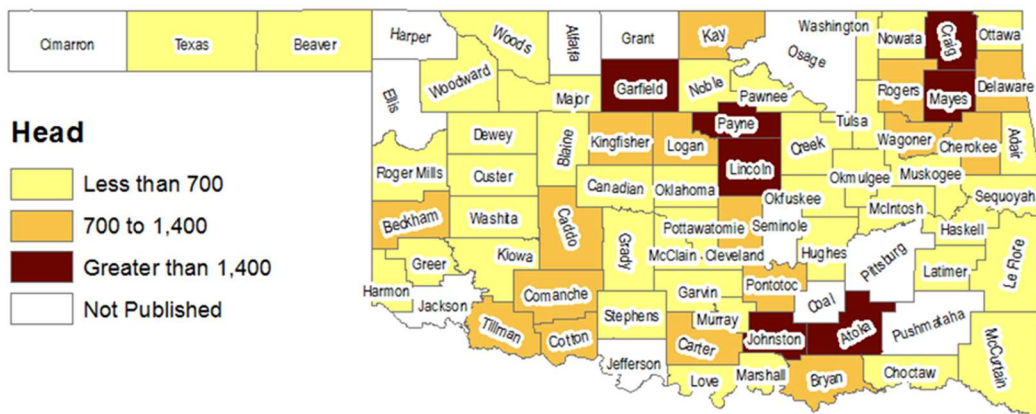 Cimarron
Texas
Beaver
Harper
Woods
Alfalfa
Grant
Kay
Washington
Osage
Nowata
Craig
Ottawa
Ellis
Woodward
Major
Garfield
Noble
Pawnee
Rogers
Mayes
Delaware
Head
Less than 700
700 to 1,400
Greater than 1,400
Not Published
Dewey
Blaine
Kingfisher
Logan
Payne
Creek
Tulsa
Wagoner
Cherokee
Adair
Roger Mills
Custer
Canadian
Oklahoma
Lincoln
Okmulgee
Muskogee
Okfuskee
Sequoyah
Beckham
Washita
Caddo
Grady
Pottawatomie
Seminole
McIntosh
Haskell
Greer
Kiowa
McClain
Cleveland
Hughes
Pittsburg
Latimer
Le Flore
Harmon
Jackson
Comanche
Garvin
Pontotoc
Coal
Tillman
Cotton
Stephens
Murray
Carter
Johnston
Atoka
Pushmataha
McCurtain
Jefferson
Love
Marshall
Bryan
Choctaw